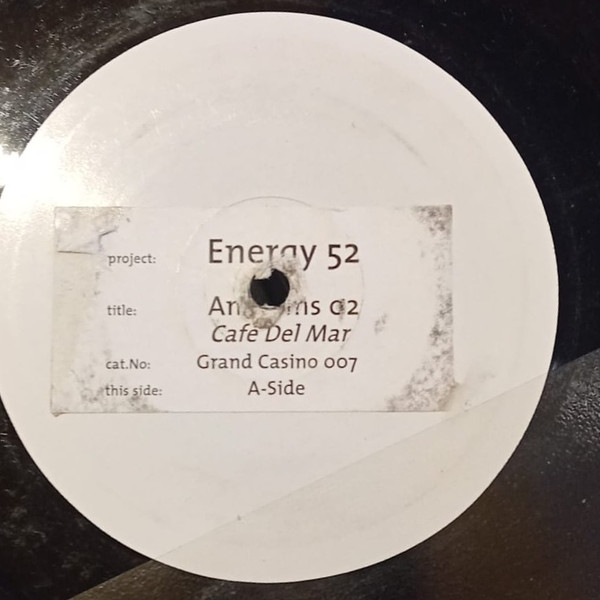 project: Energy 52
title: 02
Cafe Del Mar
cat.No: Grand Casino 007
this side: A-Side